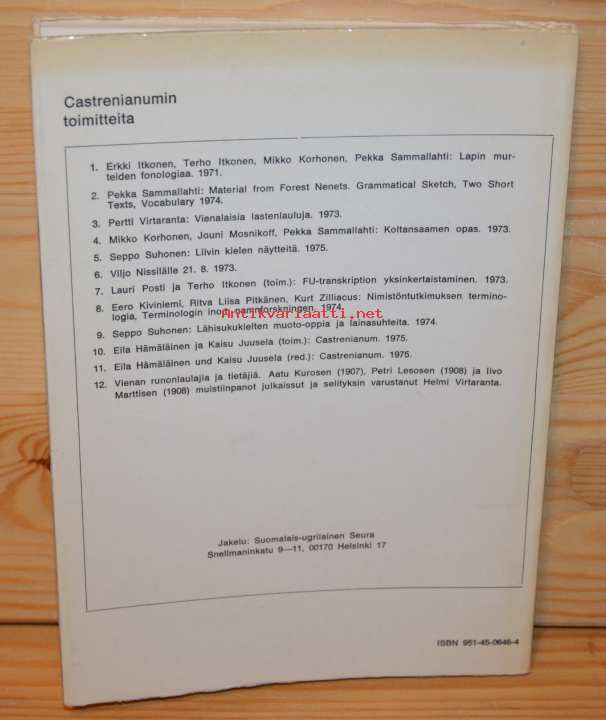 Castrenianumin
toimitteita
1. Erkki Itkonen, Terho Itkonen, Mikko Korhonen, Pekka Sammallahti: Lapin mur-
teiden fonologiaa. 1971.
2. Pekka Sammallahti: Material from Forest Nenets. Grammatical Sketch, Two Short
Texts, Vocabulary 1974.
3. Pertti Virtaranta: Vienalaisia lastenlauluja. 1973.
4. Mikko Korhonen, Jouni Mosnikoff, Pekka Sammallahti: Koltansaamen opas. 1973.
5. Seppo Suhonen: Liivin kielen näytteitä. 1975.
6. Viljo Nissilälle 21. 8. 1973.
7. Lauri Posti ja Terho Itkonen (toim.): FU-transkription yksinkertaistaminen. 1973.
8. Eero Kiviniemi, Ritva Liisa Pitkänen, Kurt Zilliacus: Nimistöntutkimuksen termino-
logia, Terminologin inom namnforskningen. 1974.
Antikvariaatti.net
9. Seppo Suhonen: Lähisukukielten muoto-oppia ja lainasuhteita. 1974.
10. Eila Hämäläinen ja Kaisu Juusela (toim.): Castrenianum. 1975.
11. Eila Hämäläinen und Kaisu Juusela (red.): Castrenianum. 1975.
12. Vienan runonlaulajia ja tietäjiä. Aatu Kurosen (1907), Petri Lesosen (1908) ja Iivo
Marttisen (1908) muistiinpanot julkaissut ja selityksin varustanut Helmi Virtaranta.
Jakelu: Suomalais-ugrilainen Seura
Snellmaninkatu 9—11, 00170 Helsinki 17
ISBN 951-45-0646-4